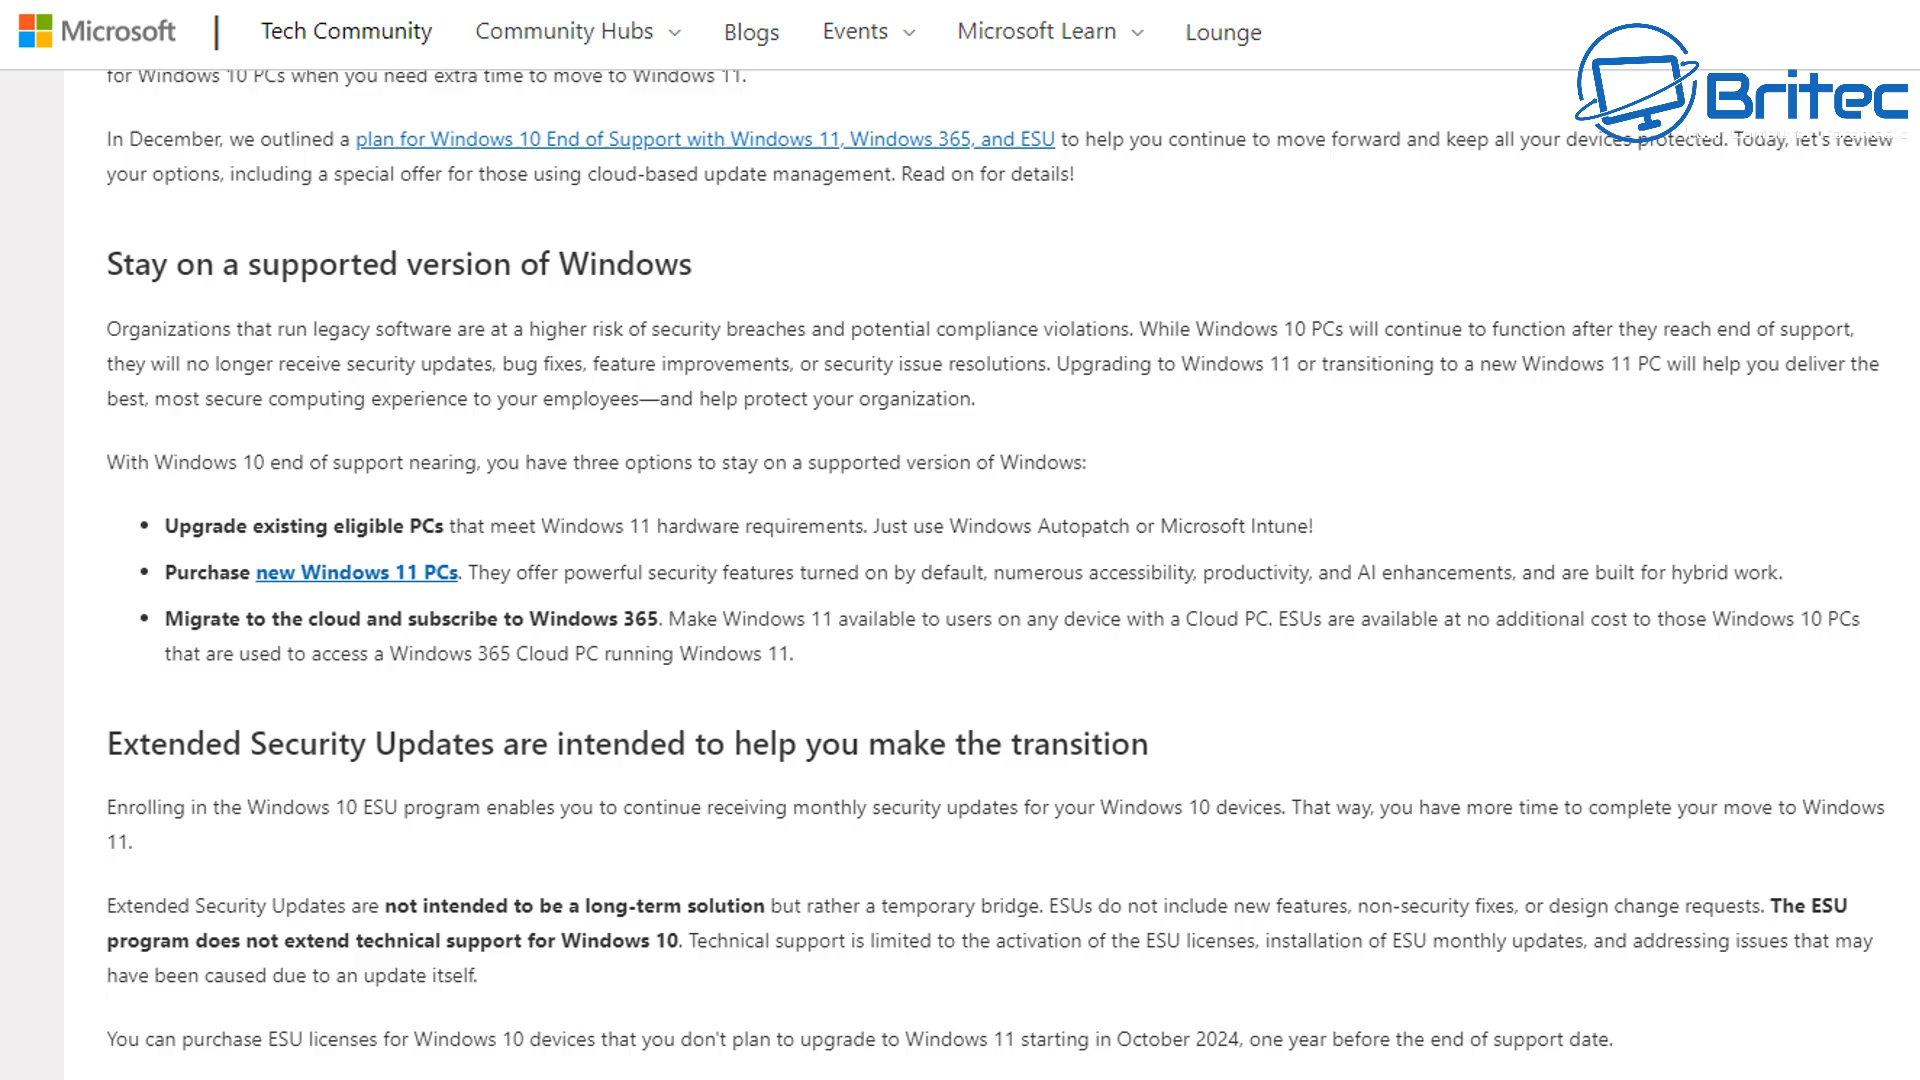 Microsoft | Tech Community Community Hubs Blogs Events Microsoft Learn Lounge
Britec
for Windows 10 PCs when you need extra time to move to Windows 11.
In December, we outlined a plan for Windows 10 End of Support with Windows 11, Windows 365, and ESU to help you continue to move forward and keep all your devices protected. Today, let's review
your options, including a special offer for those using cloud-based update management. Read on for details!
Stay on a supported version of Windows
Organizations that run legacy software are at a higher risk of security breaches and potential compliance violations. While Windows 10 PCs will continue to function after they reach end of support,
they will no longer receive security updates, bug fixes, feature improvements, or security issue resolutions. Upgrading to Windows 11 or transitioning to a new Windows 11 PC will help you deliver the
best, most secure computing experience to your employees—and help protect your organization.
With Windows 10 end of support nearing, you have three options to stay on a supported version of Windows:
• Upgrade existing eligible PCs that meet Windows 11 hardware requirements. Just use Windows Autopatch or Microsoft Intune!
• Purchase new Windows 11 PCs. They offer powerful security features turned on by default, numerous accessibility, productivity, and AI enhancements, and are built for hybrid work.
• Migrate to the cloud and subscribe to Windows 365. Make Windows 11 available to users on any device with a Cloud PC. ESUs are available at no additional cost to those Windows 10 PCs
that are used to access a Windows 365 Cloud PC running Windows 11.
Extended Security Updates are intended to help you make the transition
Enrolling in the Windows 10 ESU program enables you to continue receiving monthly security updates for your Windows 10 devices. That way, you have more time to complete your move to Windows
11.
Extended Security Updates are not intended to be a long-term solution but rather a temporary bridge. ESUs do not include new features, non-security fixes, or design change requests. The ESU
program does not extend technical support for Windows 10. Technical support is limited to the activation of the ESU licenses, installation of ESU monthly updates, and addressing issues that may
have been caused due to an update itself.
You can purchase ESU licenses for Windows 10 devices that you don't plan to upgrade to Windows 11 starting in October 2024, one year before the end of support date.